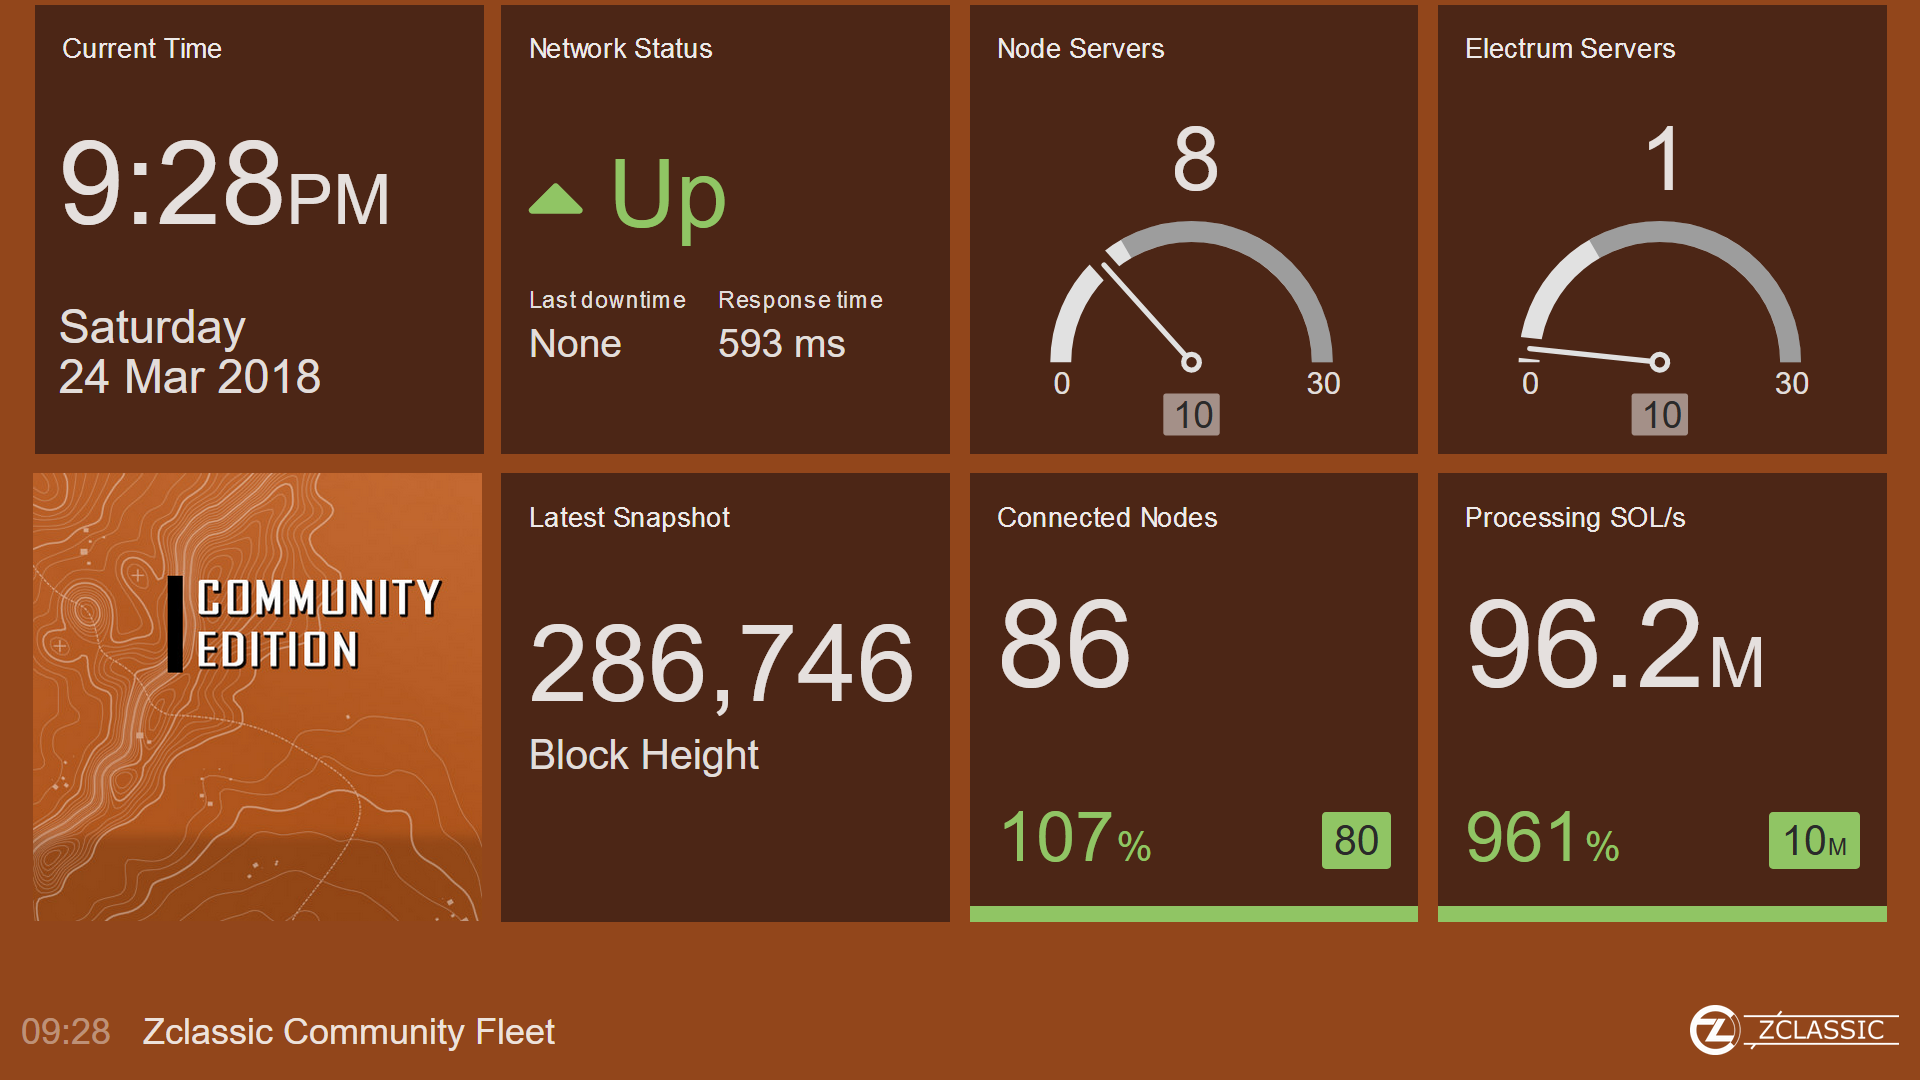 Current Time
9:28PM
Saturday
24 Mar 2018
Network Status
Up
Last downtime
None
Response time
593 ms
Node Servers
8
0
30
10
Electrum Servers
1
0
30
10
COMMUNITY
EDITION
Latest Snapshot
286,746
Block Height
Connected Nodes
86
107%
80
Processing SOL/s
96.2M
961%
10M
09:28 Zclassic Community Fleet
ZCLASSIC